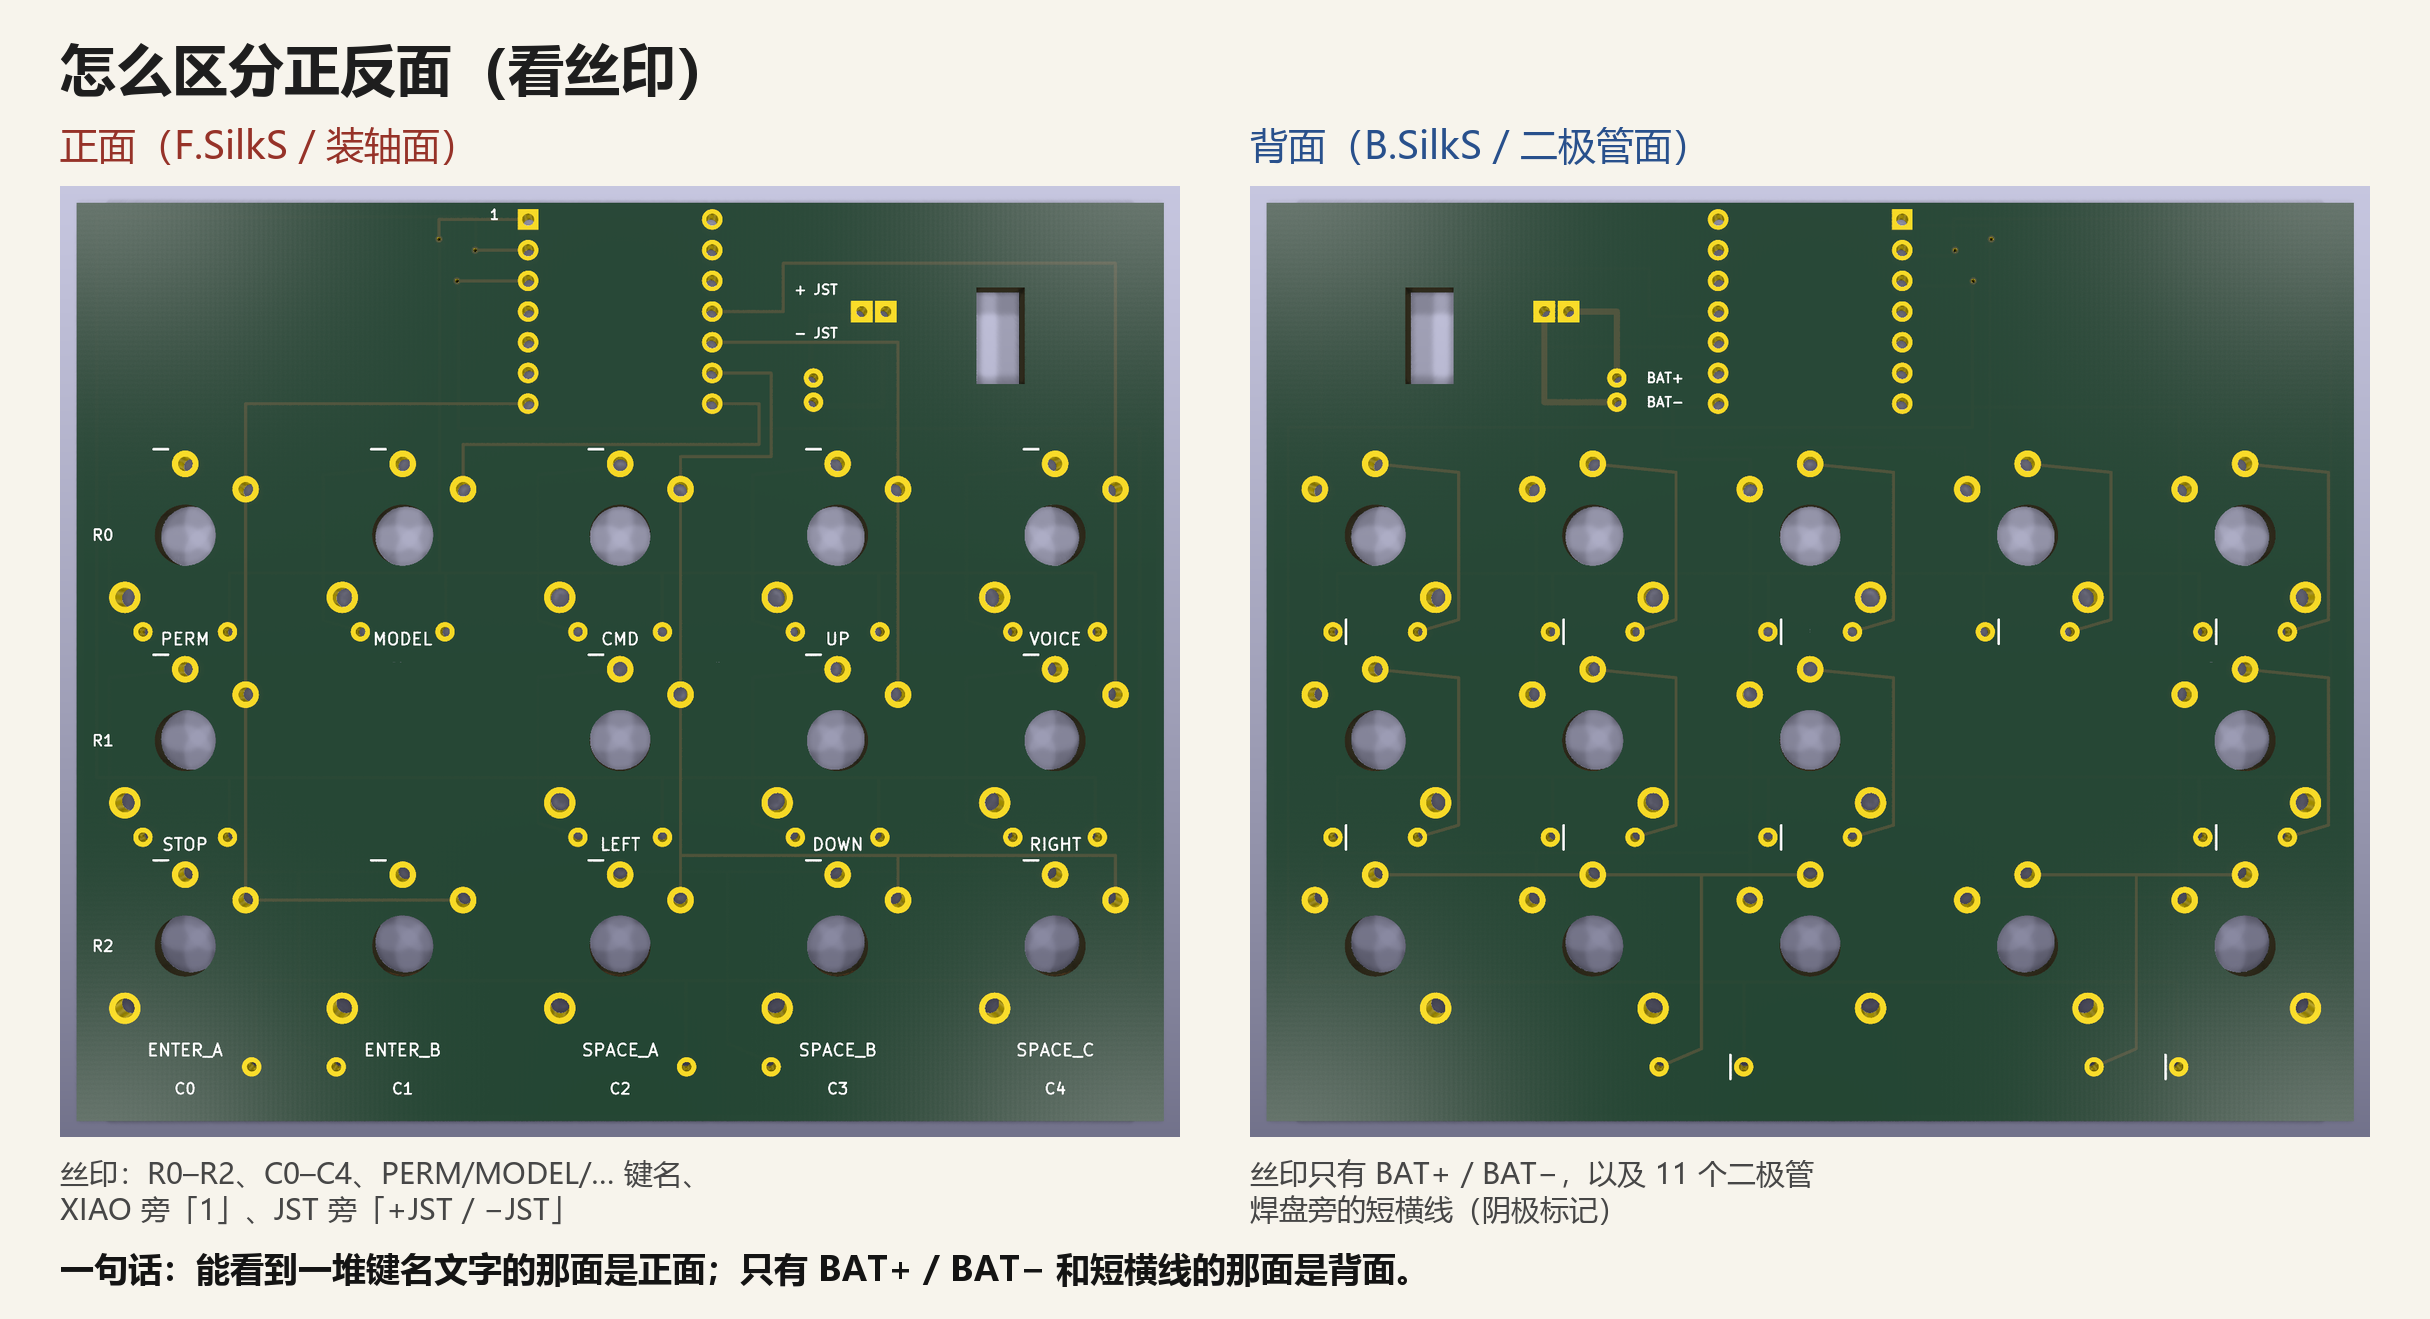 怎么区分正反面（看丝印）
正面（F.SilkS / 装轴面）
1
+ JST
− JST
R0
PERM MODEL CMD UP VOICE
R1
STOP LEFT DOWN RIGHT
R2
ENTER_A ENTER_B SPACE_A SPACE_B SPACE_C
C0 C1 C2 C3 C4
丝印：R0–R2、C0–C4、PERM/MODEL/… 键名、
XIAO 旁「1」、JST 旁「+JST / −JST」
背面（B.SilkS / 二极管面）
BAT+
BAT−
丝印只有 BAT+ / BAT−，以及 11 个二极管
焊盘旁的短横线（阴极标记）
一句话：能看到一堆键名文字的那面是正面；只有 BAT+ / BAT− 和短横线的那面是背面。